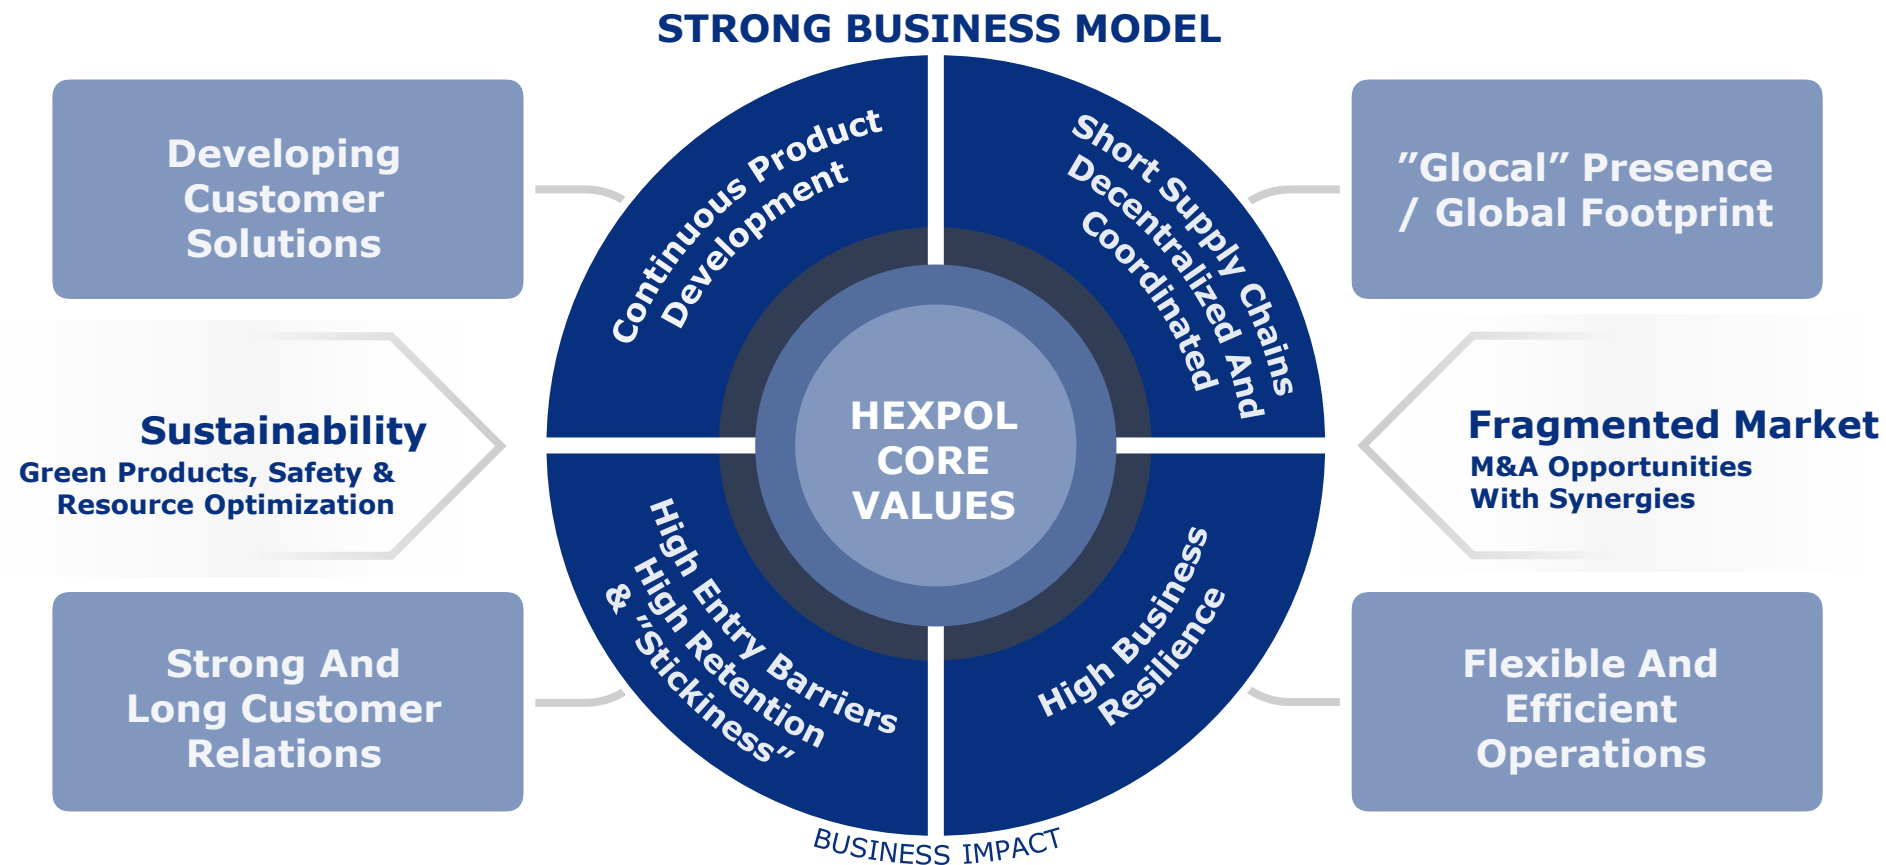 STRONG BUSINESS MODEL
Developing
Customer
Solutions
Continuous Product
Development
Short Supply Chains
Decentralized And
Coordinated
”Glocal” Presence
/ Global Footprint
Sustainability
Green Products, Safety &
Resource Optimization
HEXPOL
CORE
VALUES
Fragmented Market
M&A Opportunities
With Synergies
Strong And
Long Customer
Relations
High Entry Barriers
High Retention
& ”Stickiness”
High Business
Resilience
Flexible And
Efficient
Operations
BUSINESS IMPACT